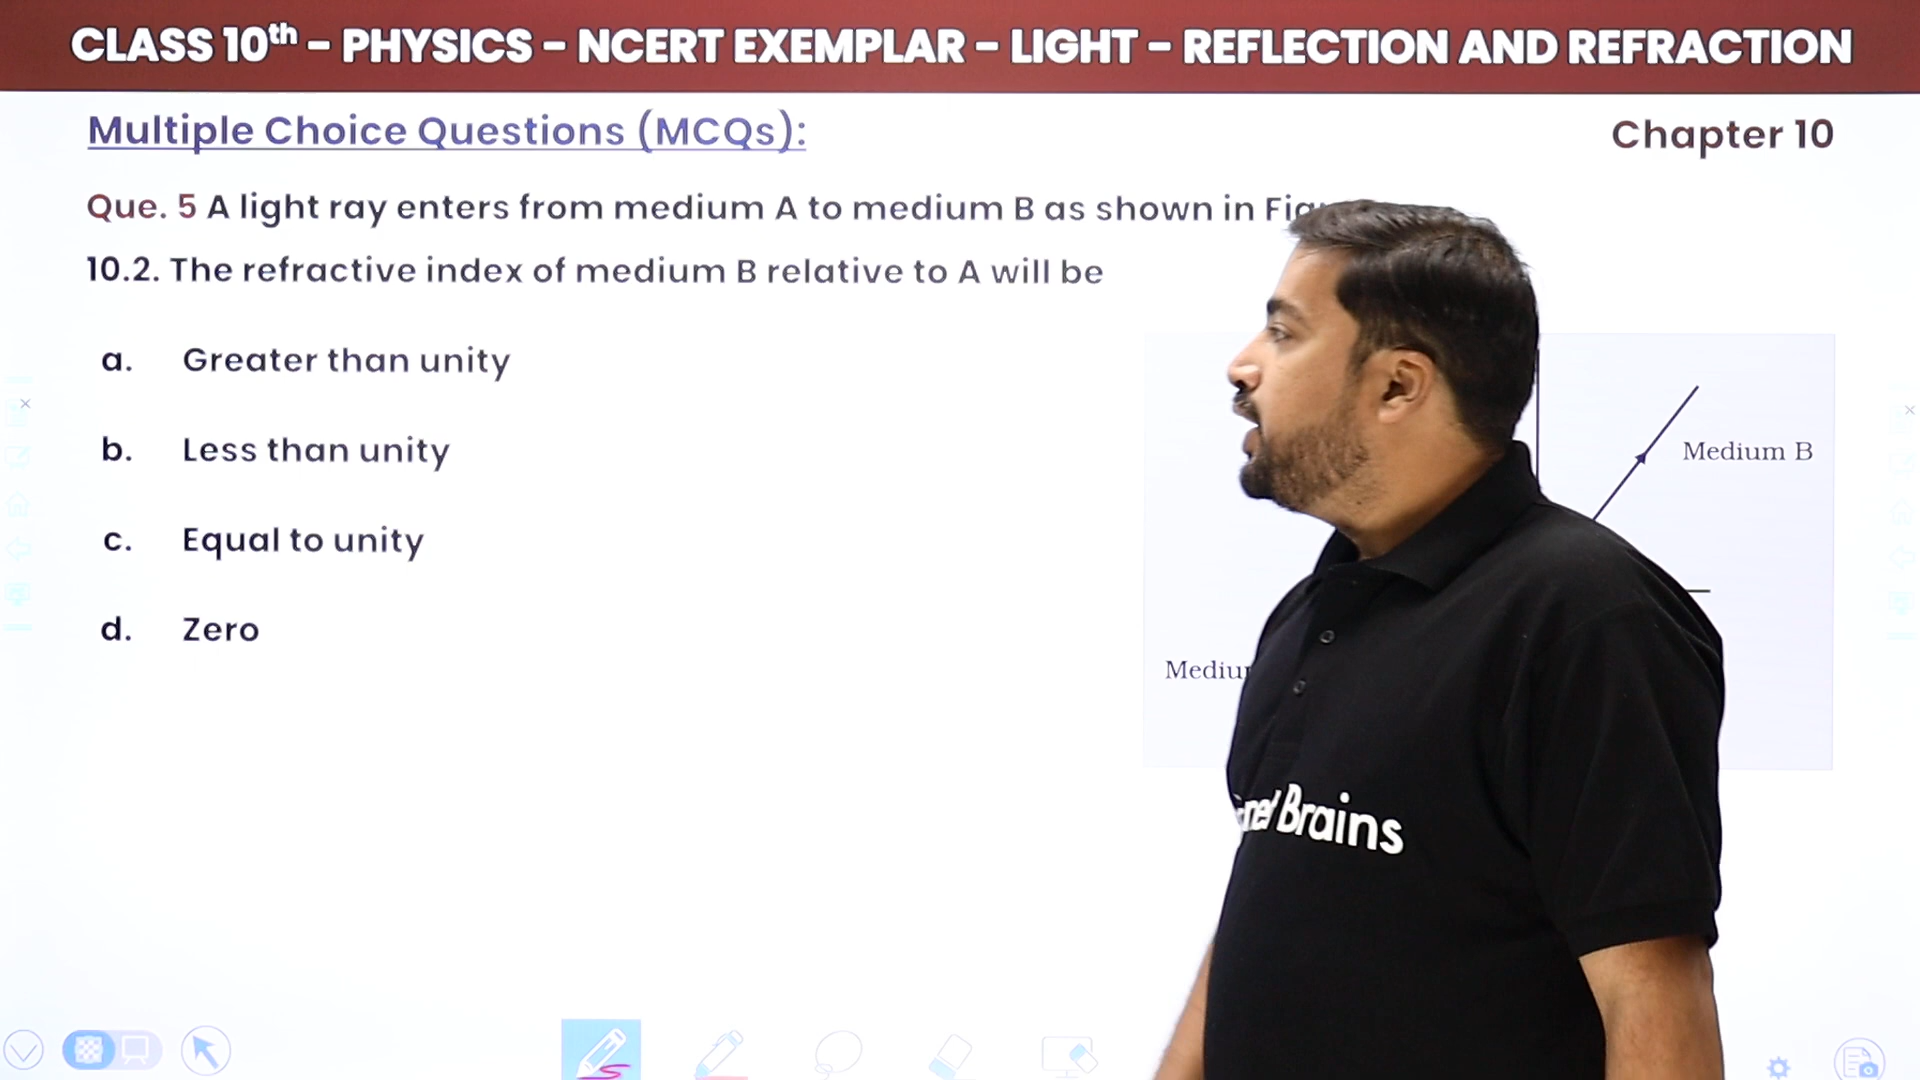 CLASS 10th – PHYSICS – NCERT EXEMPLAR – LIGHT – REFLECTION AND REFRACTION
Multiple Choice Questions (MCQs):
Chapter 10
Que. 5 A light ray enters from medium A to medium B as shown in
10.2. The refractive index of medium B relative to A will be
a. Greater than unity
b. Less than unity
c. Equal to unity
d. Zero
Medium B
Brains